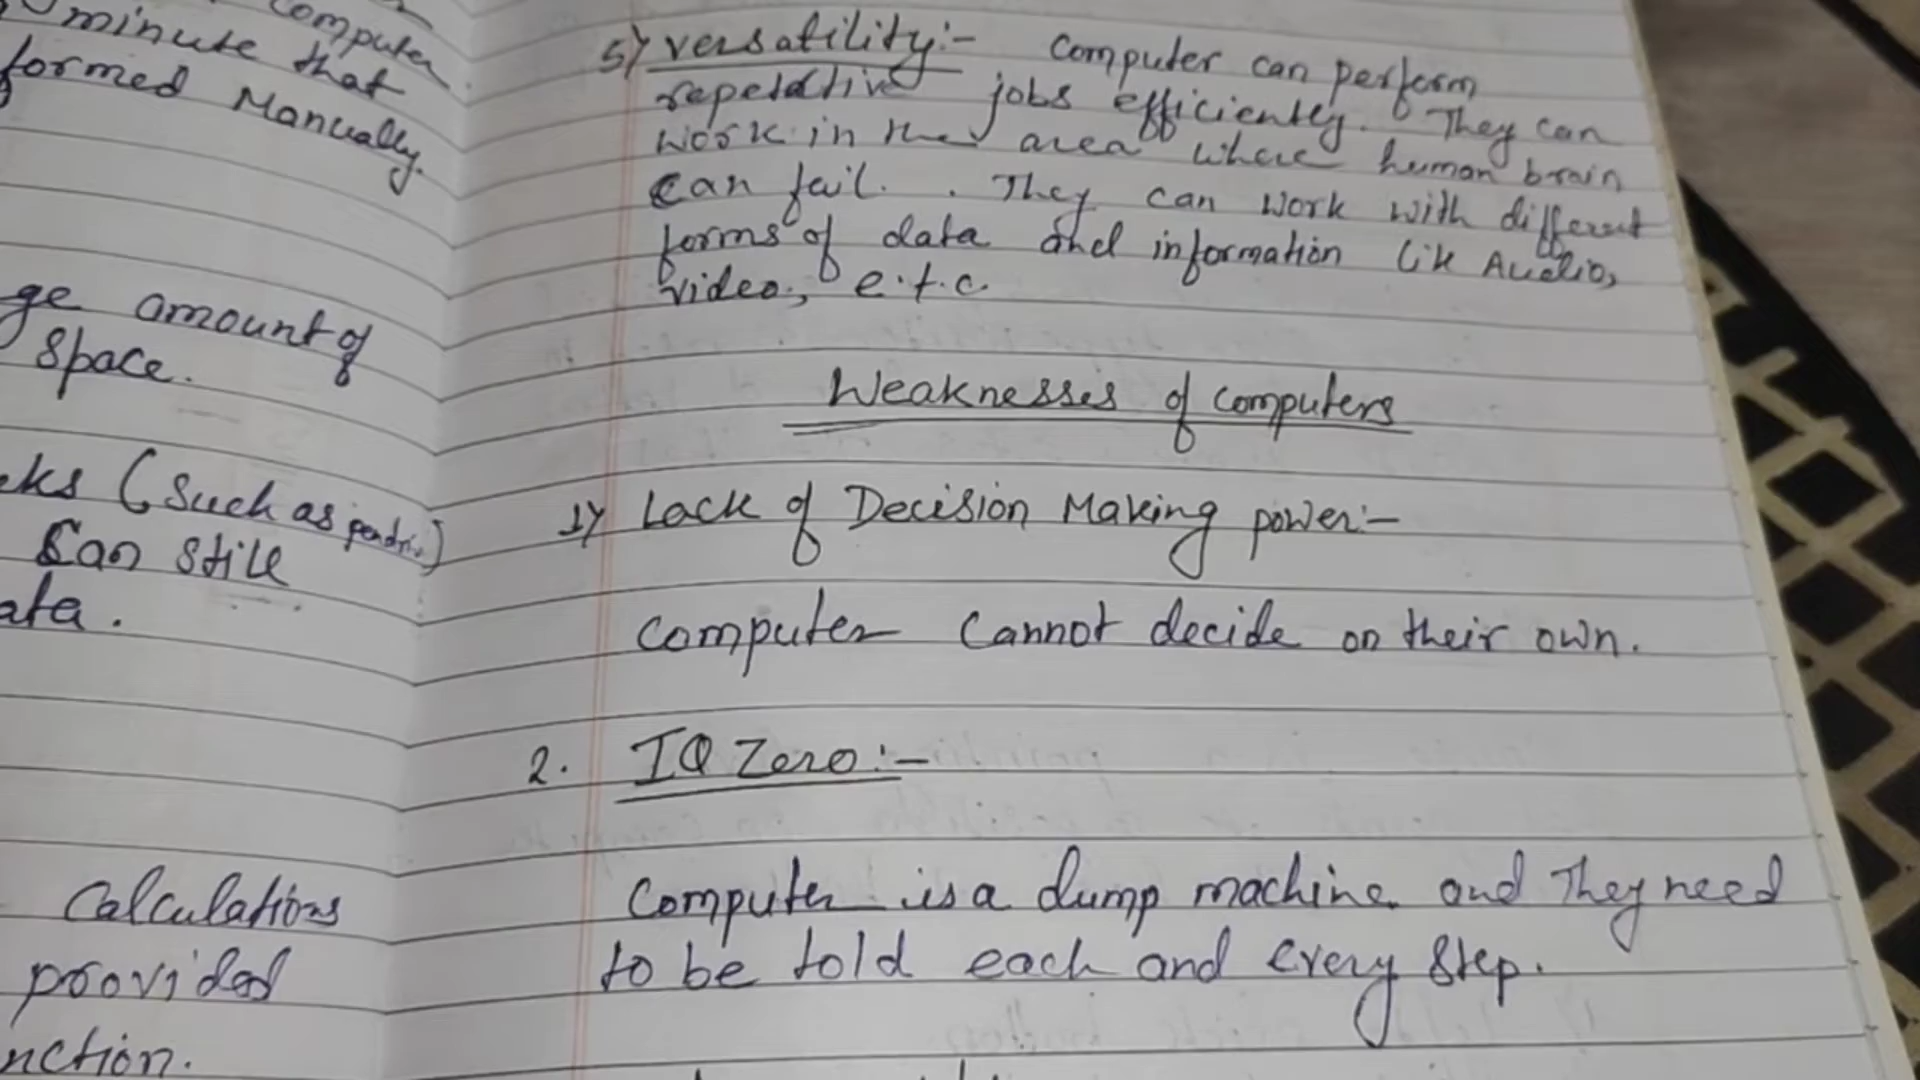 computer
minute that
formed Manually.
ge amount of
Space.
cks (Such as pendri)
Can still
ata.
Calculations
provided
nction.
5) versatility:- Computer can perform
repetative jobs efficiently. They can
work in the area where human brain
can fail. . They can work with different
forms of data and information like Audio,
video, e.t.c.
Weaknesses of computers
1) Lack of Decision Making power:-
Computer Cannot decide on their own.
2. IQ Zero:-
Computer is a dump machine and They need
to be told each and every step.